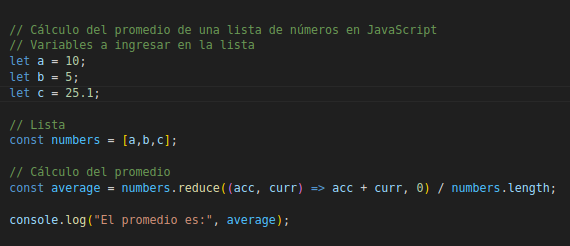 // Cálculo del promedio de una lista de números en JavaScript
// Variables a ingresar en la lista
let a = 10;
let b = 5;
let c = 25.1;
// Lista
const numbers = [a,b,c];
// Cálculo del promedio
const average = numbers.reduce((acc, curr) => acc + curr, 0) / numbers.length;
console.log("El promedio es:", average);